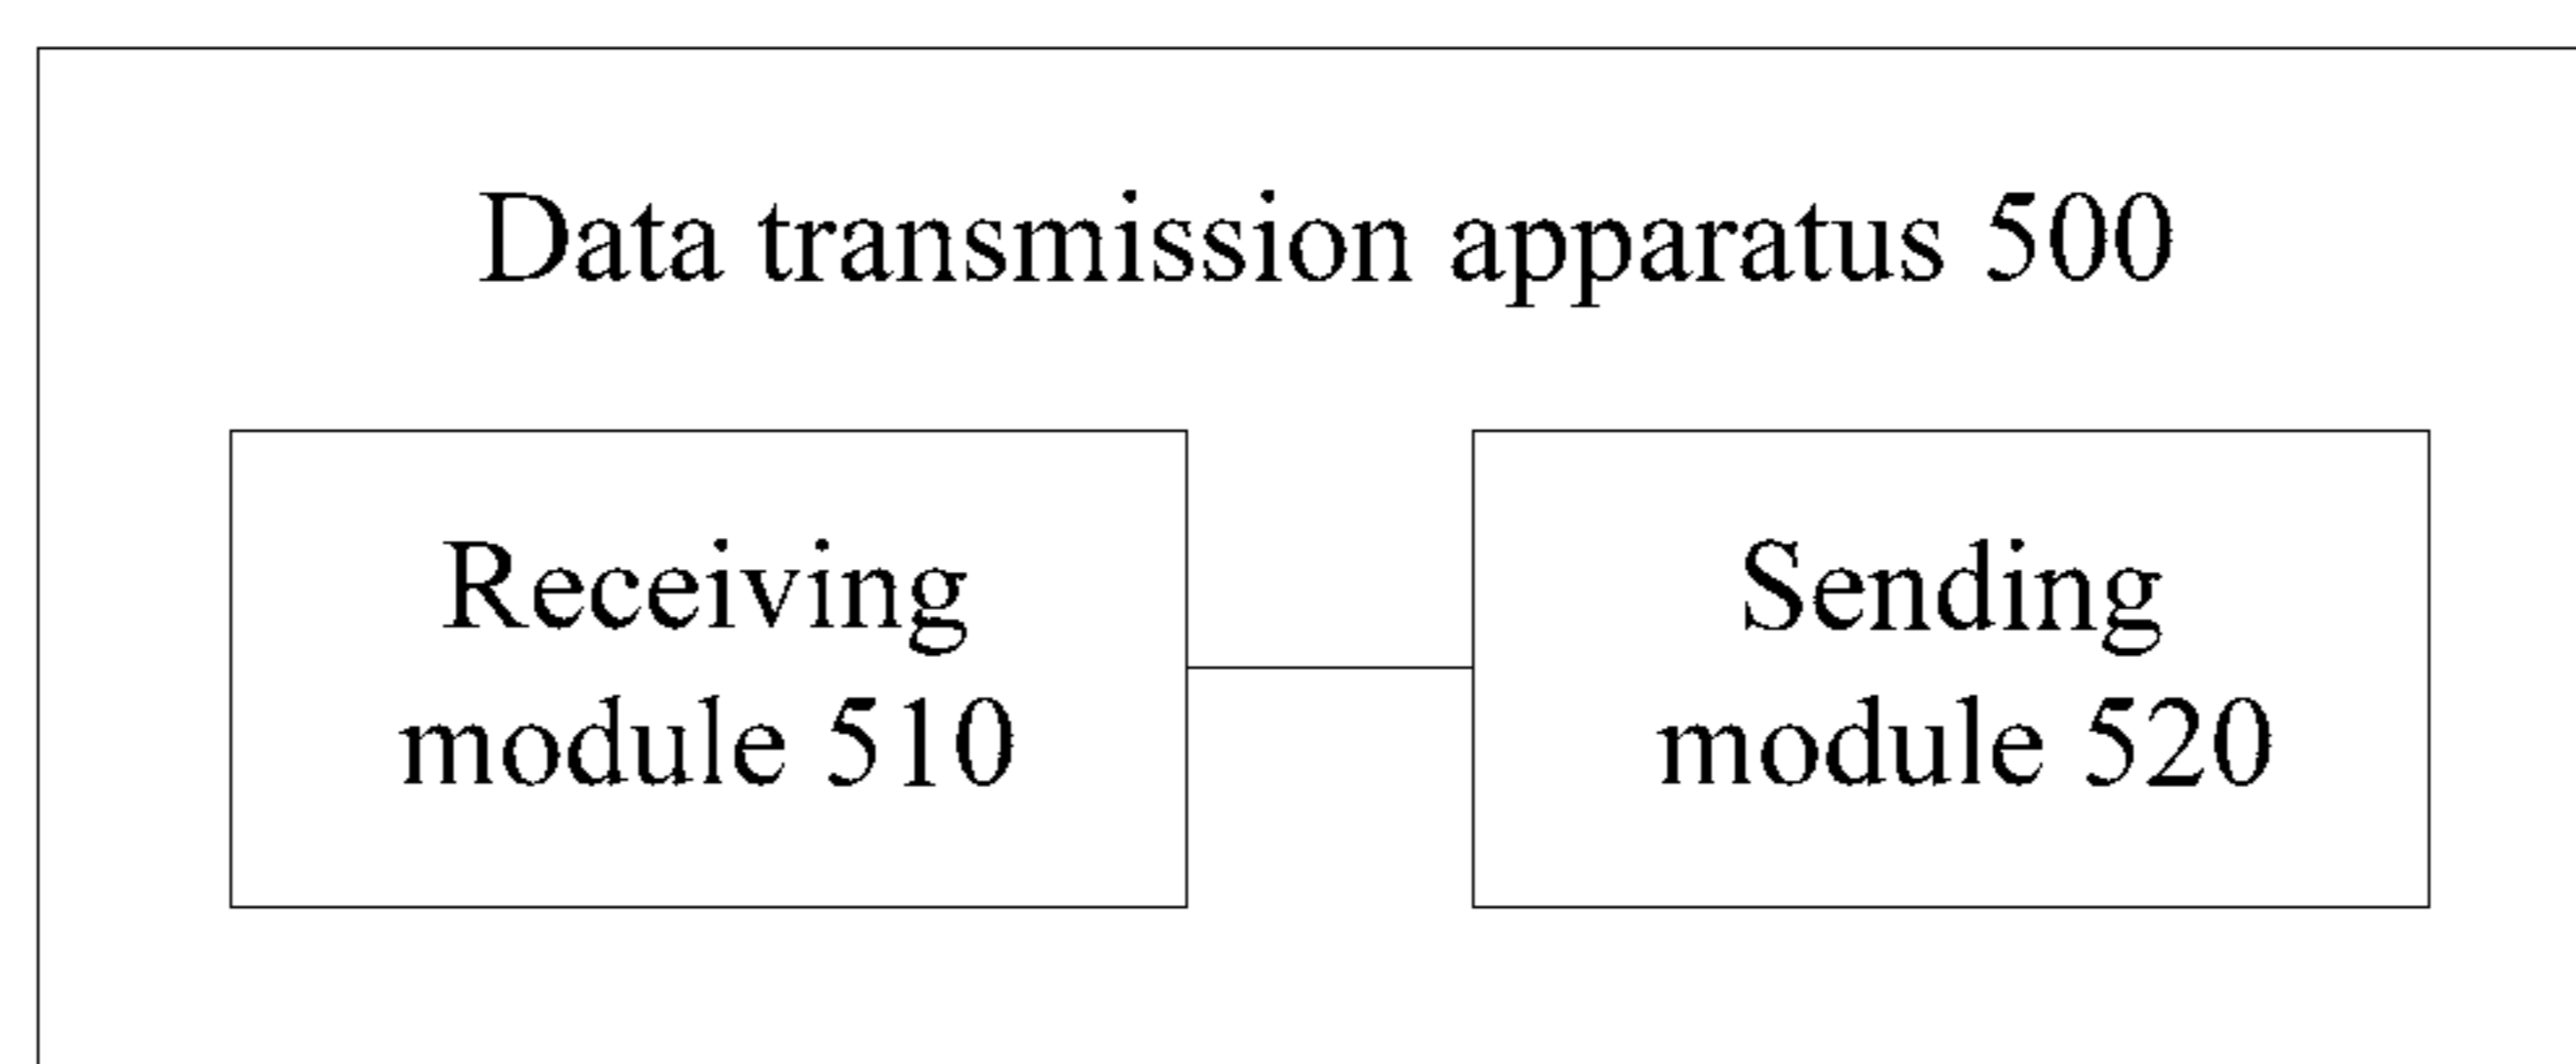 Data transmission apparatus 500
Receiving
module 510
Sending
module 520